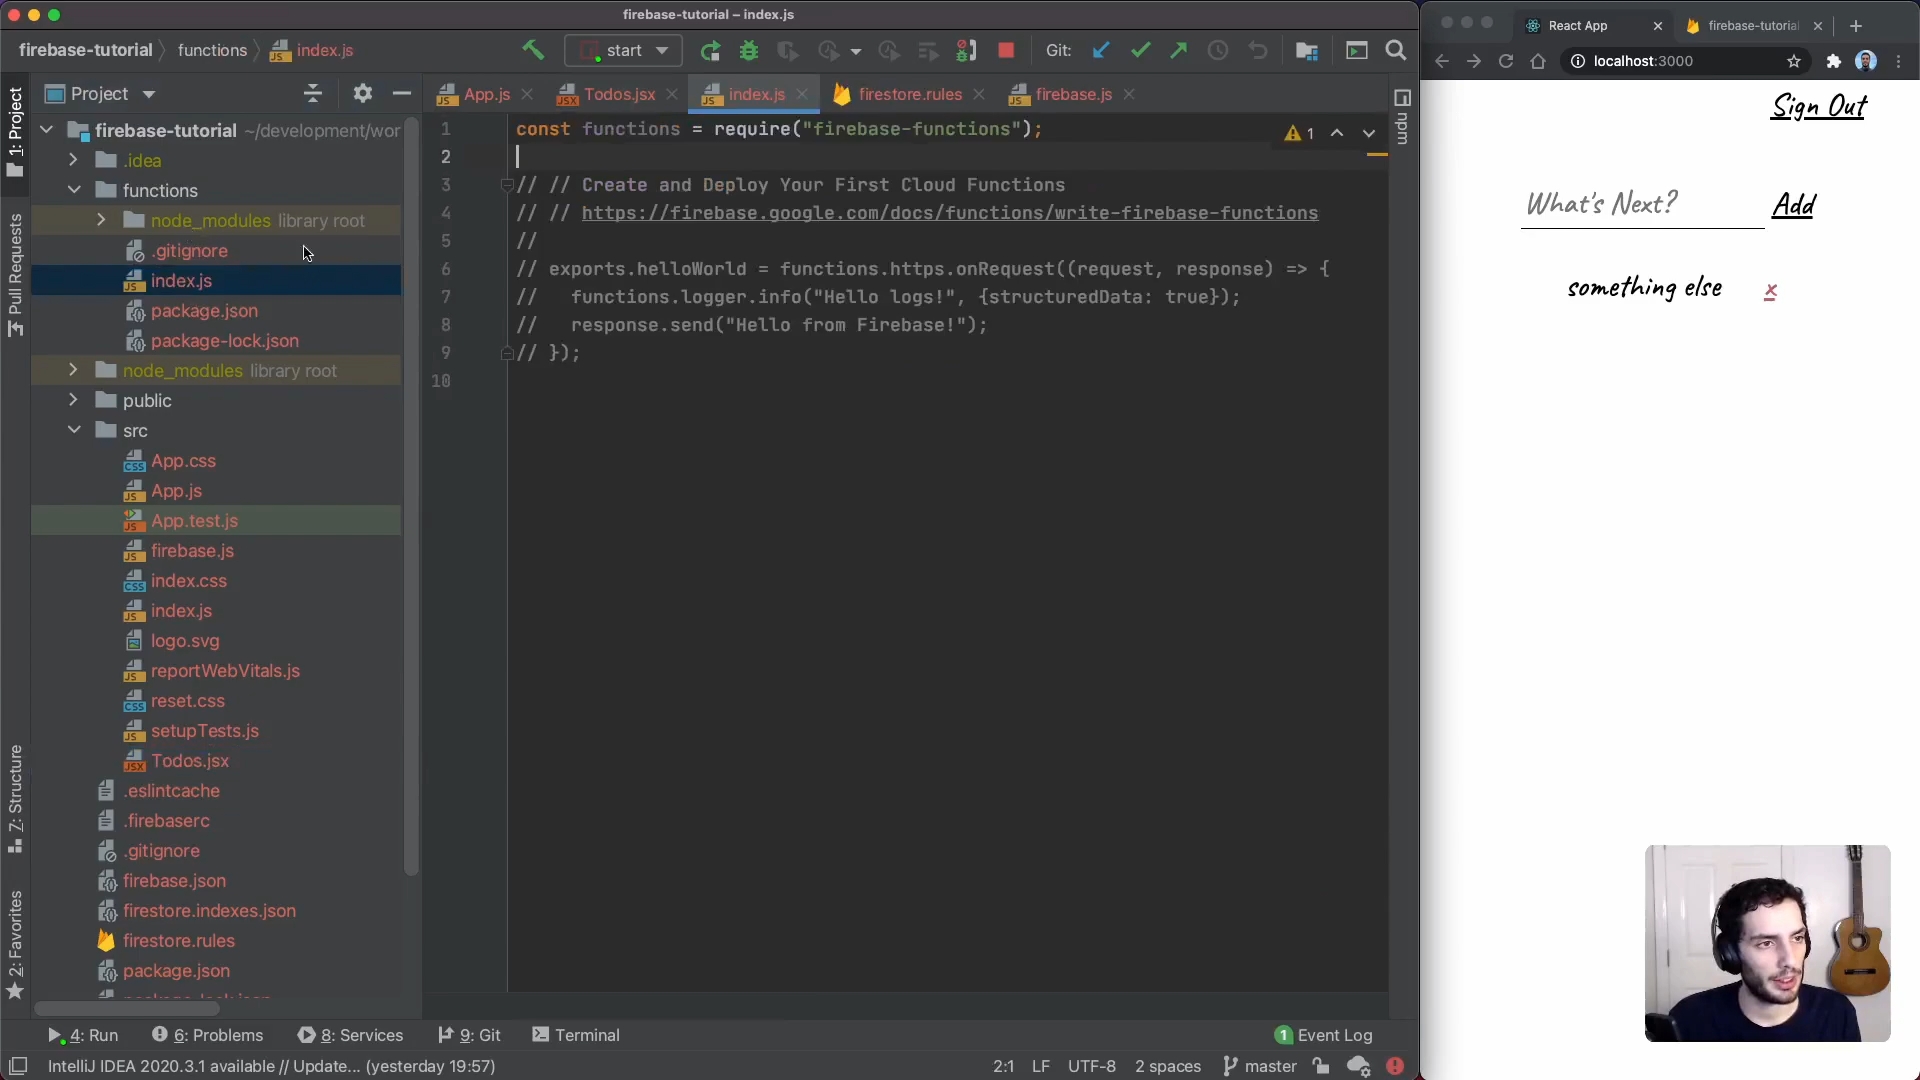 firebase-tutorial – index.js
React App
firebase-tutorial
firebase-tutorial
functions
index.js
start
Git:
localhost:3000
Project
App.js
Todos.jsx
index.js
firestore.rules
firebase.js
1: Project
Pull Requests
Z: Structure
2: Favorites
npm
firebase-tutorial ~/development/wor
.idea
functions
node_modules library root
.gitignore
index.js
package.json
package-lock.json
node_modules library root
public
src
App.css
App.js
App.test.js
firebase.js
index.css
index.js
logo.svg
reportWebVitals.js
reset.css
setupTests.js
Todos.jsx
.eslintcache
.firebaserc
.gitignore
firebase.json
firestore.indexes.json
firestore.rules
package.json
1 const functions = require("firebase-functions");
2
3 // // Create and Deploy Your First Cloud Functions
4 // // https://firebase.google.com/docs/functions/write-firebase-functions
5 //
6 // exports.helloWorld = functions.https.onRequest((request, response) => {
7 //   functions.logger.info("Hello logs!", {structuredData: true});
8 //   response.send("Hello from Firebase!");
9 // });
10
1
Sign Out
What's Next? Add
something else x
4: Run
6: Problems
8: Services
9: Git
Terminal
1 Event Log
IntelliJ IDEA 2020.3.1 available // Update... (yesterday 19:57)
2:1 LF UTF-8 2 spaces master